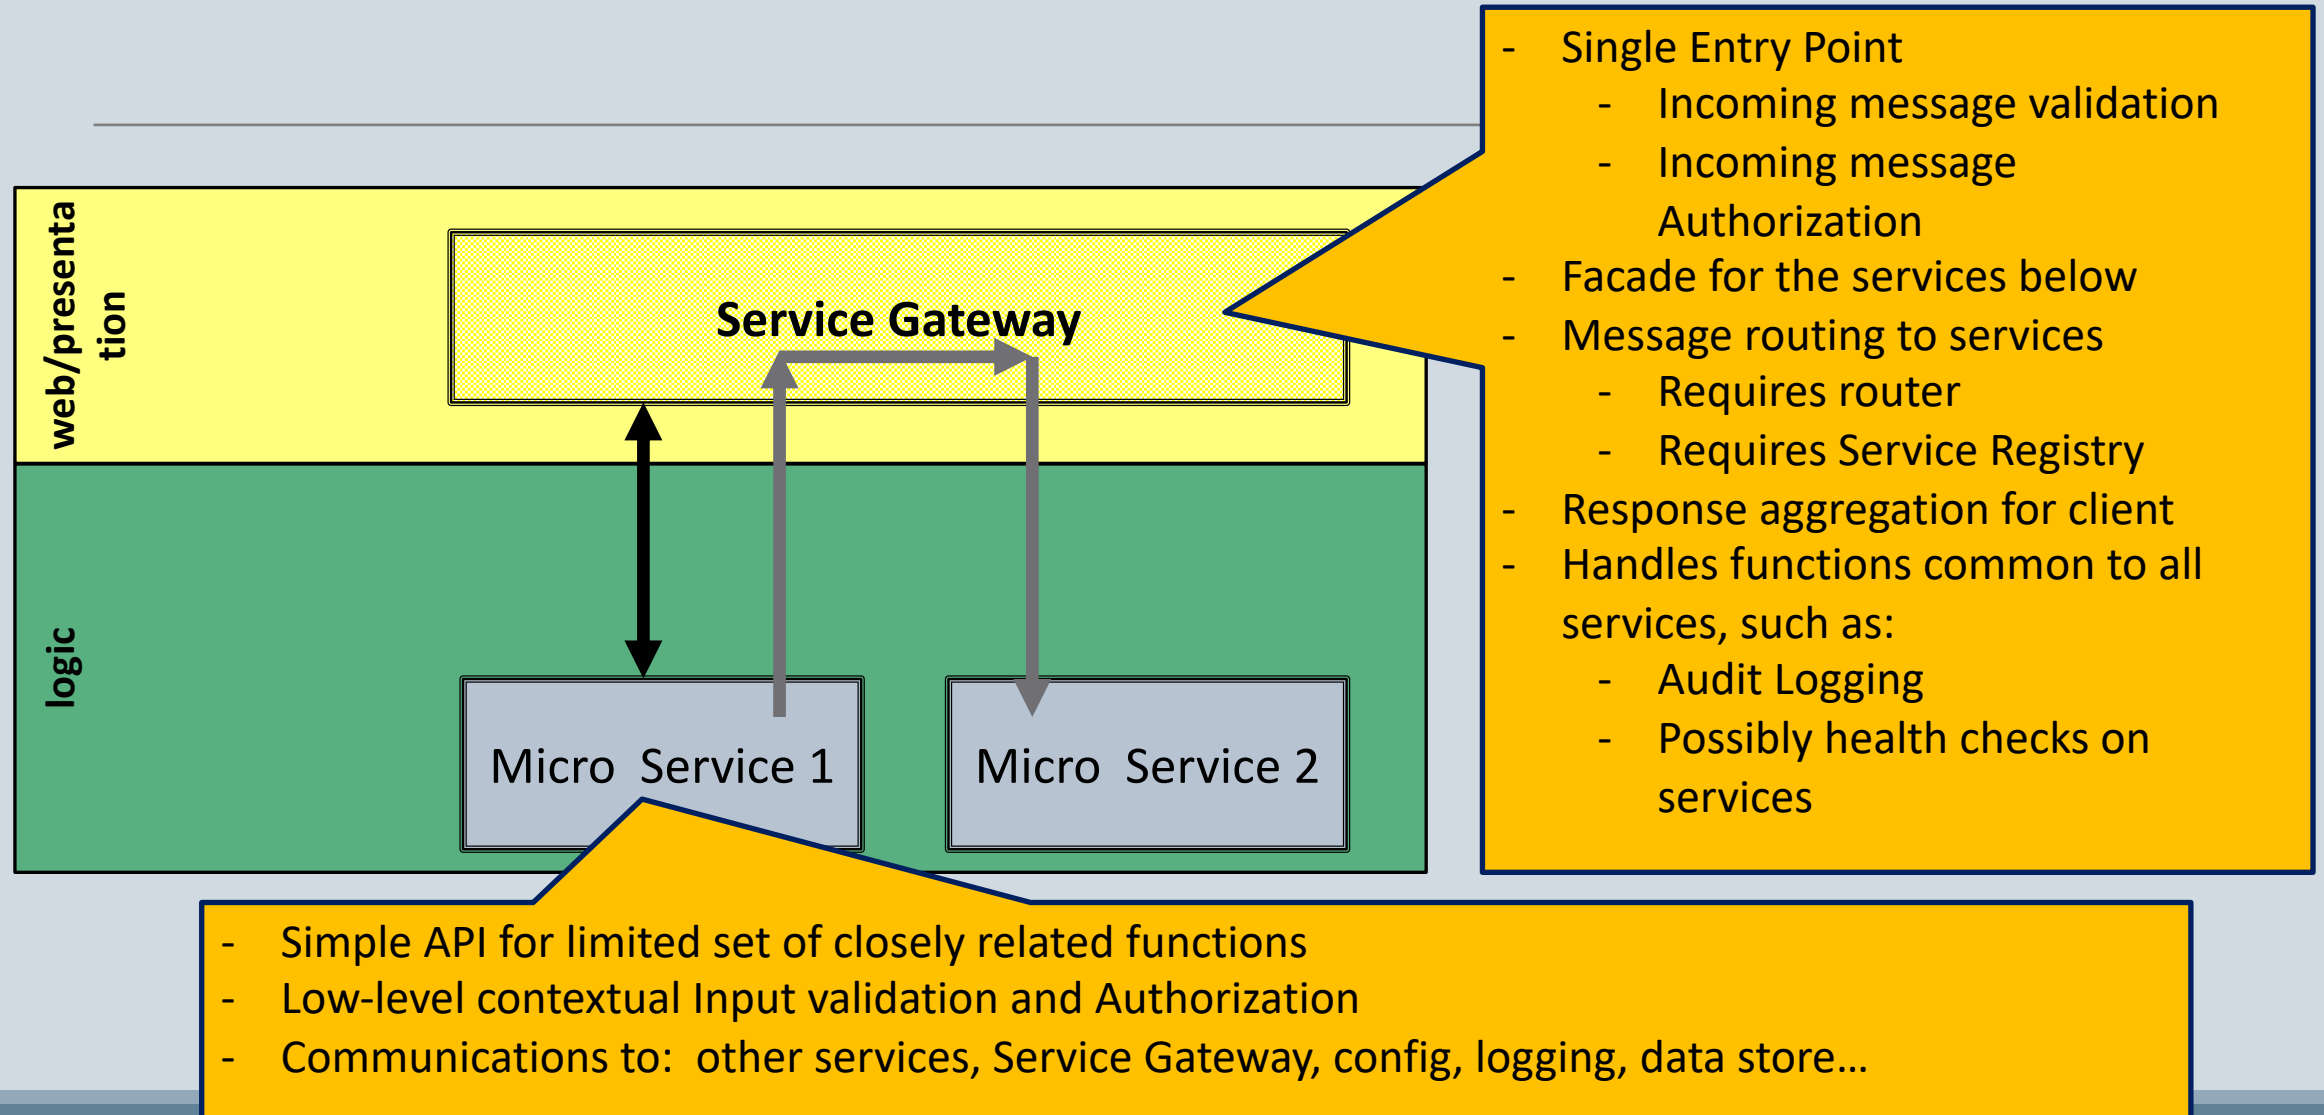 web/presenta
tion
Service Gateway
logic
Micro  Service 1
Micro  Service 2
- Single Entry Point
- Incoming message validation
- Incoming message
Authorization
- Facade for the services below
- Message routing to services
- Requires router
- Requires Service Registry
- Response aggregation for client
- Handles functions common to all
services, such as:
- Audit Logging
- Possibly health checks on
services
- Simple API for limited set of closely related functions
- Low-level contextual Input validation and Authorization
- Communications to:  other services, Service Gateway, config, logging, data store…